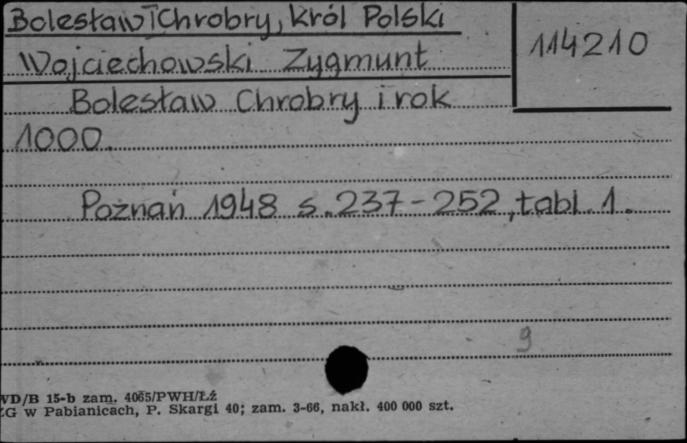 Bolesław I Chrobry, król Polski
114210
Wojciechowski Zygmunt
Bolesław Chrobry i rok
1000.
Poznań 1948 s. 237-252, tabl 1.
9
WD/B 15-b zam. 4065/PWH/Łź
ZG w Pabianicach, P. Skargi 40; zam. 3-66, nakł. 400 000 szt.